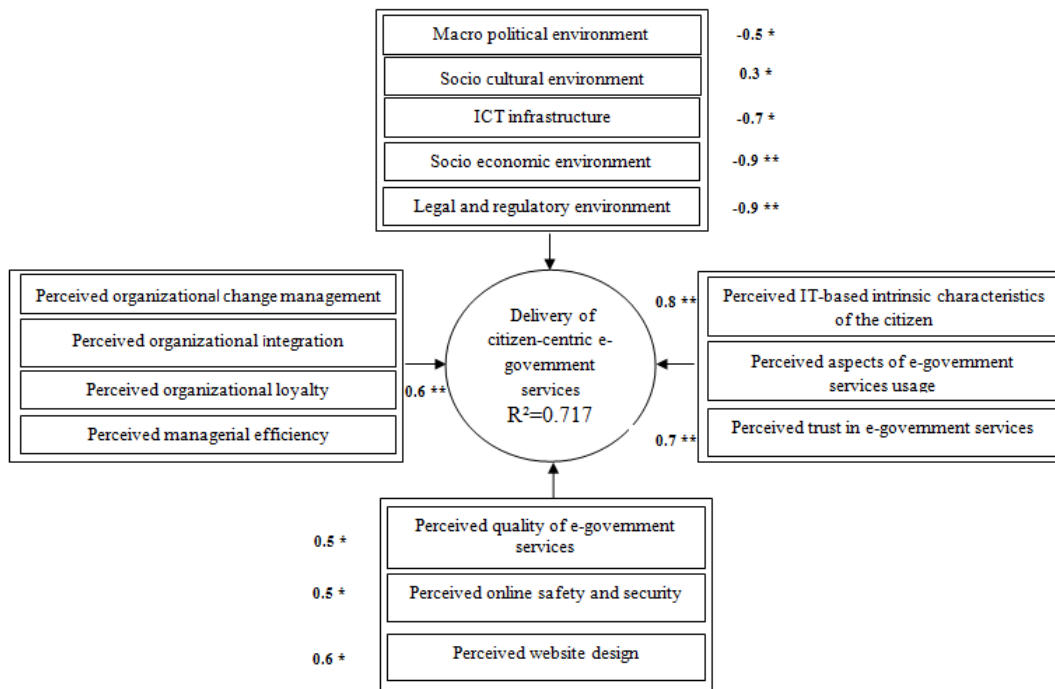 Macro political environment
-0.5 *
Socio cultural environment
0.3 *
ICT infrastructure
-0.7 *
Socio economic environment
-0.9 **
Legal and regulatory environment
-0.9 **
Perceived organizational change management
Perceived organizational integration
Perceived organizational loyalty
Perceived managerial efficiency
0.6 **
Delivery of
citizen-centric e-
government
services
R²=0.717
0.8 **
Perceived IT-based intrinsic characteristics
of the citizen
Perceived aspects of e-government
services usage
Perceived trust in e-government services
0.7 **
Perceived quality of e-government
services
0.5 *
Perceived online safety and security
0.5 *
Perceived website design
0.6 *